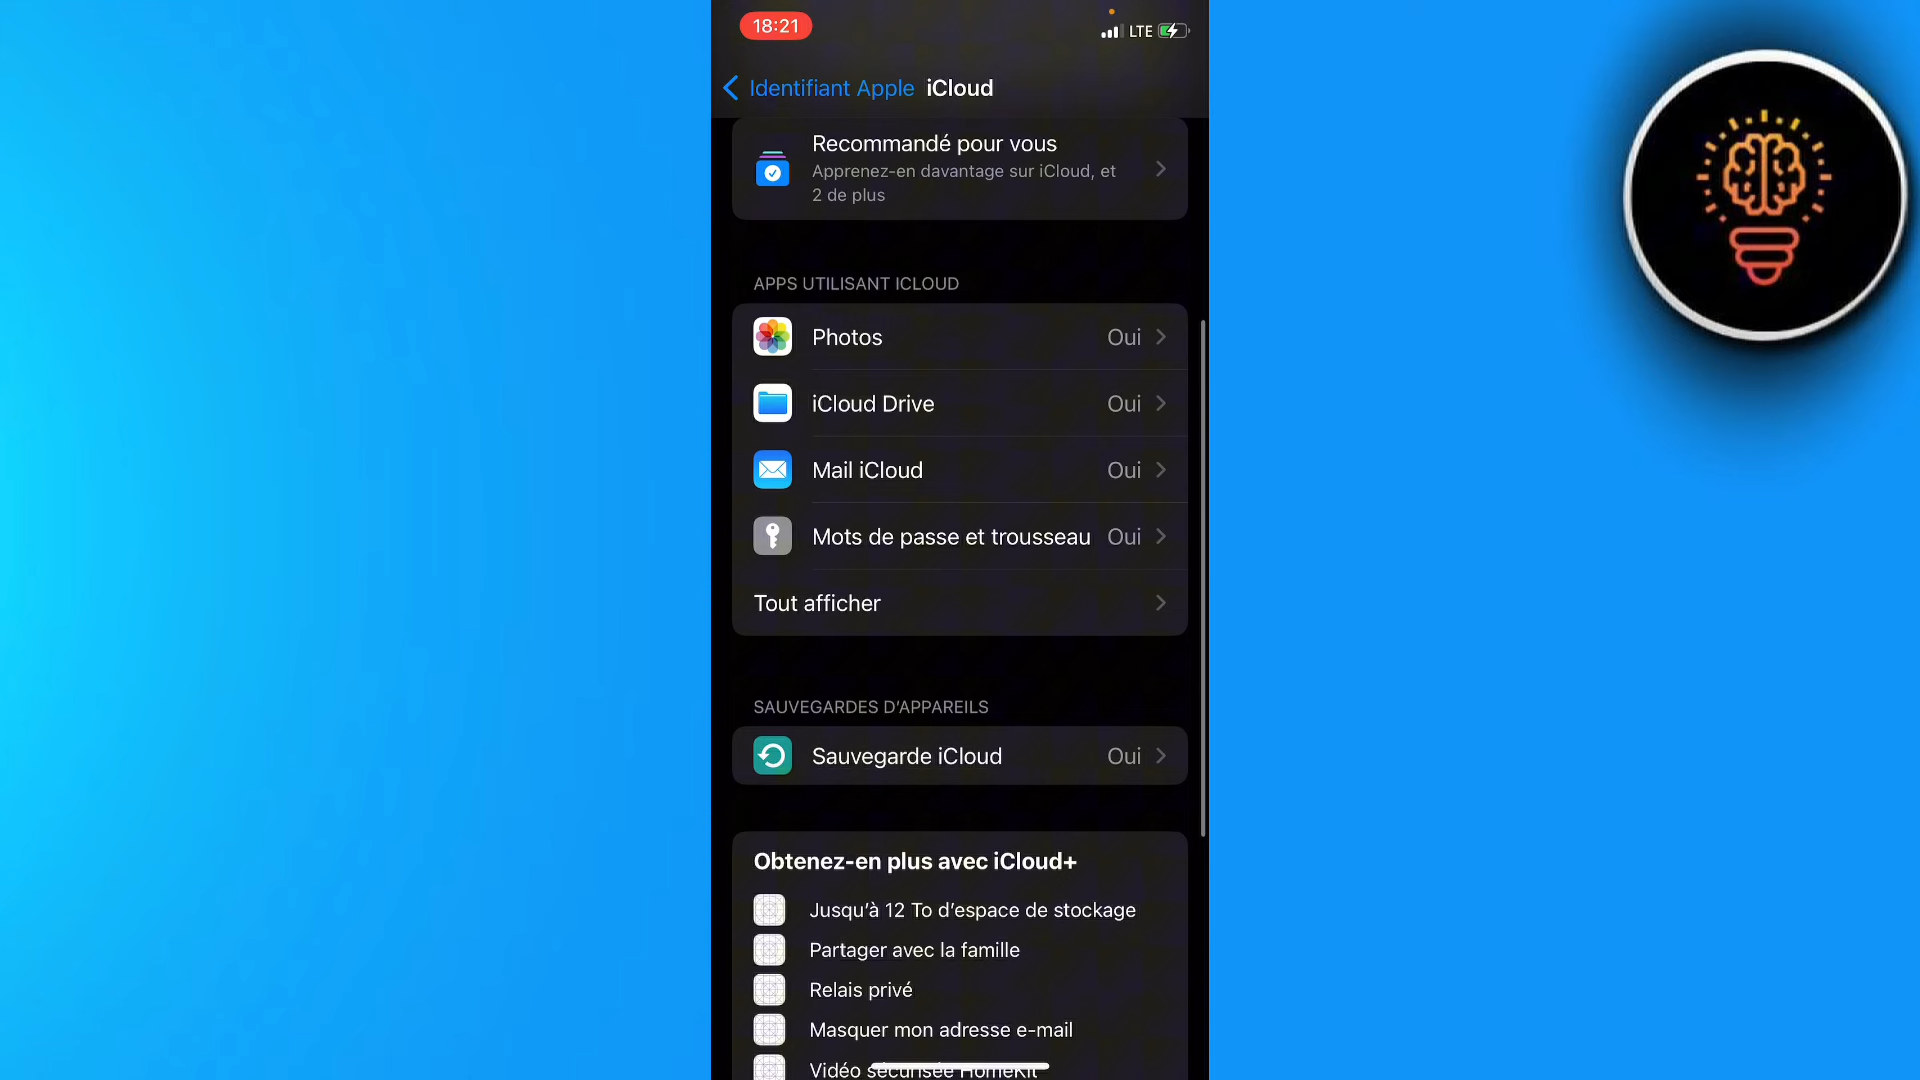 18:21
LTE
Identifiant Apple iCloud
Recommandé pour vous
Apprenez-en davantage sur iCloud, et
2 de plus
APPS UTILISANT ICLOUD
Photos Oui
iCloud Drive Oui
Mail iCloud Oui
Mots de passe et trousseau Oui
Tout afficher
SAUVEGARDES D’APPAREILS
Sauvegarde iCloud Oui
Obtenez-en plus avec iCloud+
Jusqu’à 12 To d’espace de stockage
Partager avec la famille
Relais privé
Masquer mon adresse e-mail
Vidéo sécurisée HomeKit